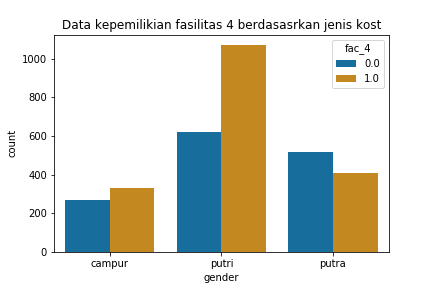 Data kepemilikian fasilitas 4 berdasasrkan jenis kost
fac_4
0.0
1.0
1000
800
600
400
200
0
count
campur
putri
putra
gender